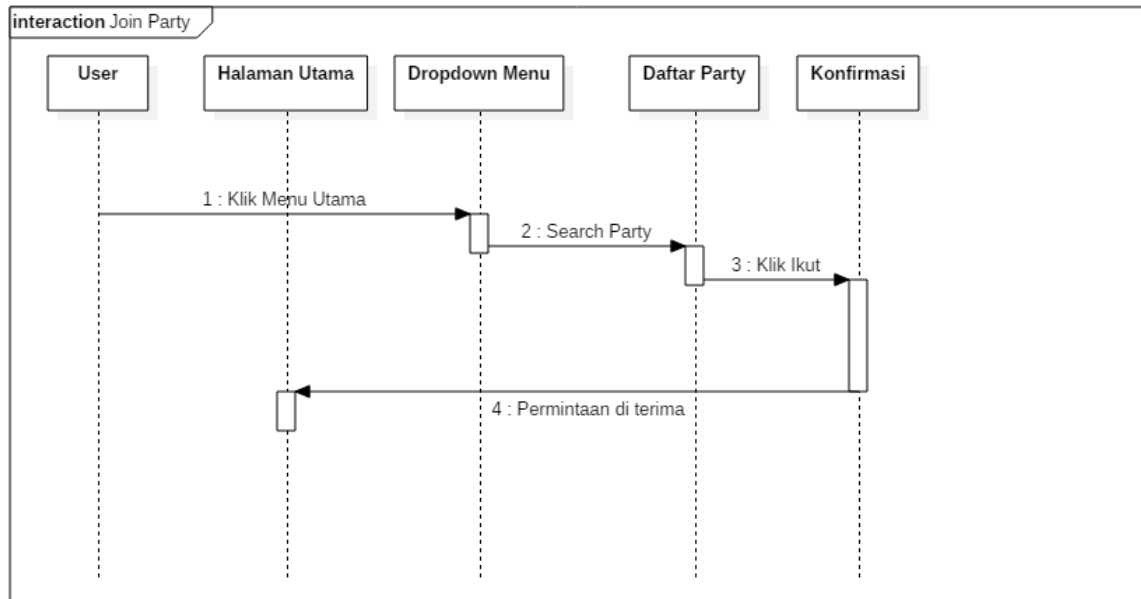 interaction Join Party
User
Halaman Utama
Dropdown Menu
Daftar Party
Konfirmasi
1 : Klik Menu Utama
2 : Search Party
3 : Klik Ikut
4 : Permintaan di terima